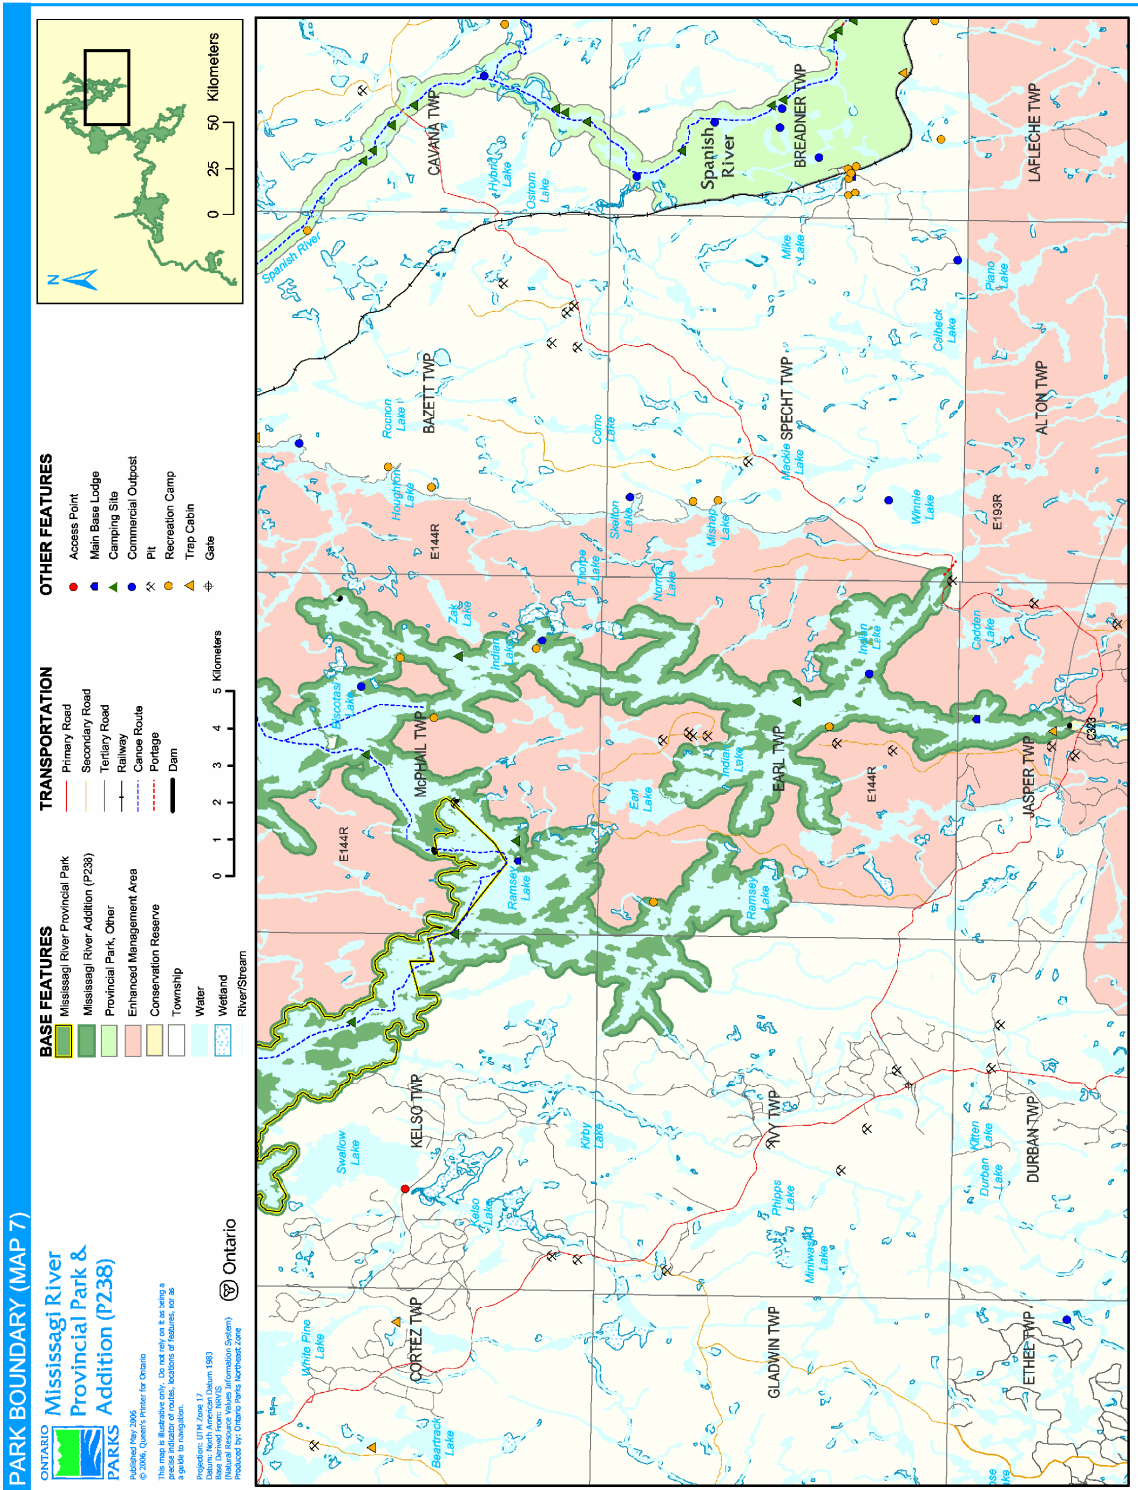 PARK BOUNDARY (MAP 7)
ONTARIO
PARKS
Mississagi River
Provincial Park &
Addition (P238)
Published May 2006
© 2006, Queen's Printer for Ontario
This map is illustrative only. Do not rely on it as being a
precise indicator of routes, locations of features, nor as
a guide to navigation.
Projection: UTM Zone 17
Datum: North American Datum 1983
Base Derived From: NRVIS
(Natural Resource Values Information System)
Produced by: Ontario Parks Northeast Zone
Ontario
BASE FEATURES
Mississagi River Provincial Park
Mississagi River Addition (P238)
Provincial Park, Other
Enhanced Management Area
Conservation Reserve
Township
Water
Wetland
River/Stream
TRANSPORTATION
Primary Road
Secondary Road
Tertiary Road
Railway
Canoe Route
Portage
Dam
0 1 2 3 4 5 Kilometers
OTHER FEATURES
Access Point
Main Base Lodge
Camping Site
Commercial Outpost
Pit
Recreation Camp
Trap Cabin
Gate
N
0 25 50 Kilometers
White Pine
Lake
Beartrack
Lake
CORTEZ TWP
Swallow
Lake
KELSO TWP
Kelso
Lake
Kirby
Lake
E144R
McPHAIL TWP
Biscotasi
Lake
Ramsey
Lake
Indian
Lake
Zak
Lake
E144R
Houghton
Lake
Rocnon
Lake
BAZETT TWP
Spanish River
CAVANA TWP
Hybrid
Lake
Ostrom
Lake
GLADWIN TWP
Miniwasi
Lake
Phipps
Lake
IVY TWP
Ramsey
Lake
Earl
Lake
Indian
Lake
EARL TWP
E144R
Indian
Lake
Thorpe
Lake
Norma
Lake
Skelton
Lake
Mishap
Lake
Como
Lake
Mackie
Lake
SPECHT TWP
Winnie
Lake
Mike
Lake
Calbeck
Lake
Spanish
River
BREADNER TWP
ETHEL TWP
Durban
Lake
Kitten
Lake
DURBAN TWP
JASPER TWP
C323
Cadden
Lake
E193R
ALTON TWP
Piano
Lake
LAFLECHE TWP